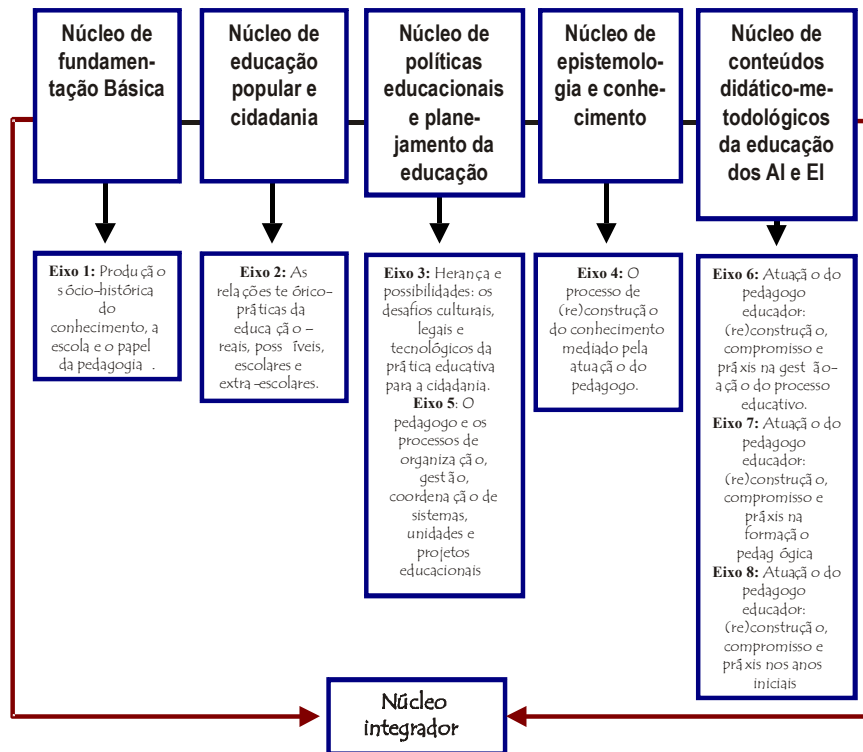 Núcleo de
fundamen-
tação Básica
Núcleo de
educação
popular e
cidadania
Núcleo de
políticas
educacionais
e plane-
jamento da
educação
Núcleo de
epistemolo-
gia e conhe-
cimento
Núcleo de
conteúdos
didático-me-
todológicos
da educação
dos AI e EI
Eixo 1: Produção
sócio-histórica
do
conhecimento, a
escola e o papel
da pedagogia .
Eixo 2: As
relações teórico-
práticas da
educação –
reais, possíveis,
escolares e
extra-escolares.
Eixo 3: Herança e
possibilidades: os
desafios culturais,
legais e
tecnológicos da
prática educativa
para a cidadania.
Eixo 5: O
pedagogo e os
processos de
organização,
gestão,
coordenação de
sistemas,
unidades e
projetos
educacionais
Eixo 4: O
processo de
(re)construção
do conhecimento
mediado pela
atuação do
pedagogo.
Eixo 6: Atuação do
pedagogo
educador:
(re)construção,
compromisso e
práxis na gestão-
ação do processo
educativo.
Eixo 7: Atuação do
pedagogo
educador:
(re)construção,
compromisso e
práxis na
formação
pedagógica
Eixo 8: Atuação do
pedagogo
educador:
(re)construção,
compromisso e
práxis nos anos
iniciais
Núcleo
integrador